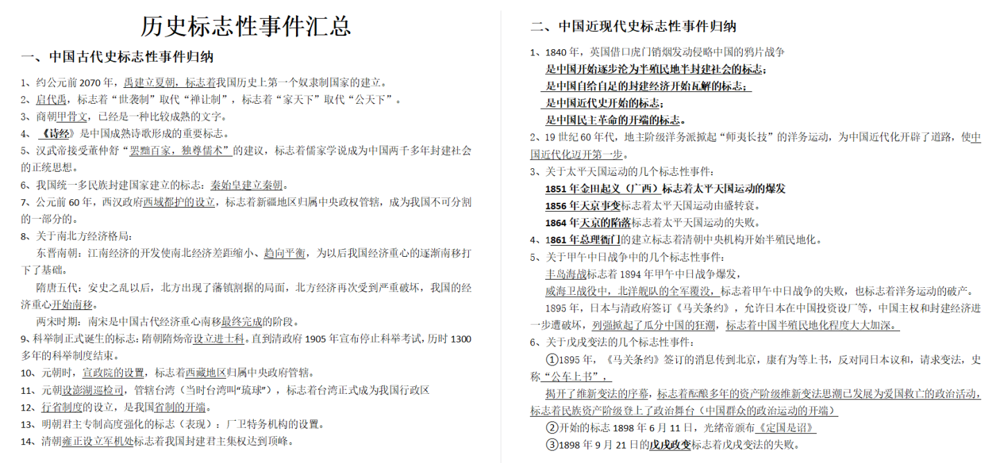 历史标志性事件汇总
一、中国古代史标志性事件归纳
1、约公元前 2070 年，禹建立夏朝，标志着我国历史上第一个奴隶制国家的建立。
2、启代禹，标志着“世袭制”取代“禅让制”，标志着“家天下”取代“公天下”。
3、商朝甲骨文，已经是一种比较成熟的文字。
4、《诗经》是中国成熟诗歌形成的重要标志。
5、汉武帝接受董仲舒“罢黜百家，独尊儒术”的建议，标志着儒家学说成为中国两千多年封建社会
的正统思想。
6、我国统一多民族封建国家建立的标志：秦始皇建立秦朝。
7、公元前 60 年，西汉政府西域都护的设立，标志着新疆地区归属中央政权管辖，成为我国不可分割
的一部分的。
8、关于南北方经济格局：
东晋南朝：江南经济的开发使南北经济差距缩小、趋向平衡，为以后我国经济重心的逐渐南移打
下了基础。
隋唐五代：安史之乱以后，北方出现了藩镇割据的局面，北方经济再次受到严重破坏，我国的经
济重心开始南移。
两宋时期：南宋是中国古代经济重心南移最终完成的阶段。
9、科举制正式诞生的标志：隋朝隋炀帝设立进士科。直到清政府 1905 年宣布停止科举考试，历时 1300
多年的科举制度结束。
10、元朝时，宣政院的设置，标志着西藏地区归属中央政府管辖。
11、元朝设澎湖巡检司，管辖台湾（当时台湾叫“琉球”），标志着台湾正式成为我国行政区
12、行省制度的设立，是我国省制的开端。
13、明朝君主专制高度强化的标志（表现）：厂卫特务机构的设置。
14、清朝雍正设立军机处标志着我国封建君主集权达到顶峰。
二、中国近现代史标志性事件归纳
1、1840 年，英国借口虎门销烟发动侵略中国的鸦片战争
是中国开始逐步沦为半殖民地半封建社会的标志；
是中国自给自足的封建经济开始瓦解的标志；
是中国近代史开始的标志；
是中国民主革命的开端的标志。
2、19 世纪 60 年代，地主阶级洋务派掀起“师夷长技”的洋务运动，为中国近代化开辟了道路，使中
国近代化迈开第一步。
3、关于太平天国运动的几个标志性事件：
1851 年金田起义（广西）标志着太平天国运动的爆发
1856 年天京事变标志着太平天国运动由盛转衰。
1864 年天京的陷落标志着太平天国运动的失败。
4、1861 年总理衙门的建立标志着清朝中央机构开始半殖民地化。
5、关于甲午中日战争中的几个标志性事件：
丰岛海战标志着 1894 年甲午中日战争爆发，
威海卫战役中，北洋舰队的全军覆没，标志着甲午中日战争的失败，也标志着洋务运动的破产。
1895 年，日本与清政府签订《马关条约》，允许日本在中国投资设厂等，中国主权和封建经济进
一步遭破坏，列强掀起了瓜分中国的狂潮，标志着中国半殖民地化程度大大加深。
6、关于戊戌变法的几个标志性事件：
①1895 年，《马关条约》签订的消息传到北京，康有为等上书，反对同日本议和，请求变法，史
称“公车上书”，
揭开了维新变法的序幕，标志着酝酿多年的资产阶级维新变法思潮已发展为爱国救亡的政治活动，
标志着民族资产阶级登上了政治舞台（中国群众的政治运动的开端）
②开始的标志 1898 年 6 月 11 日，光绪帝颁布《定国是诏》
③1898 年 9 月 21 日的戊戌政变标志着戊戌变法的失败。